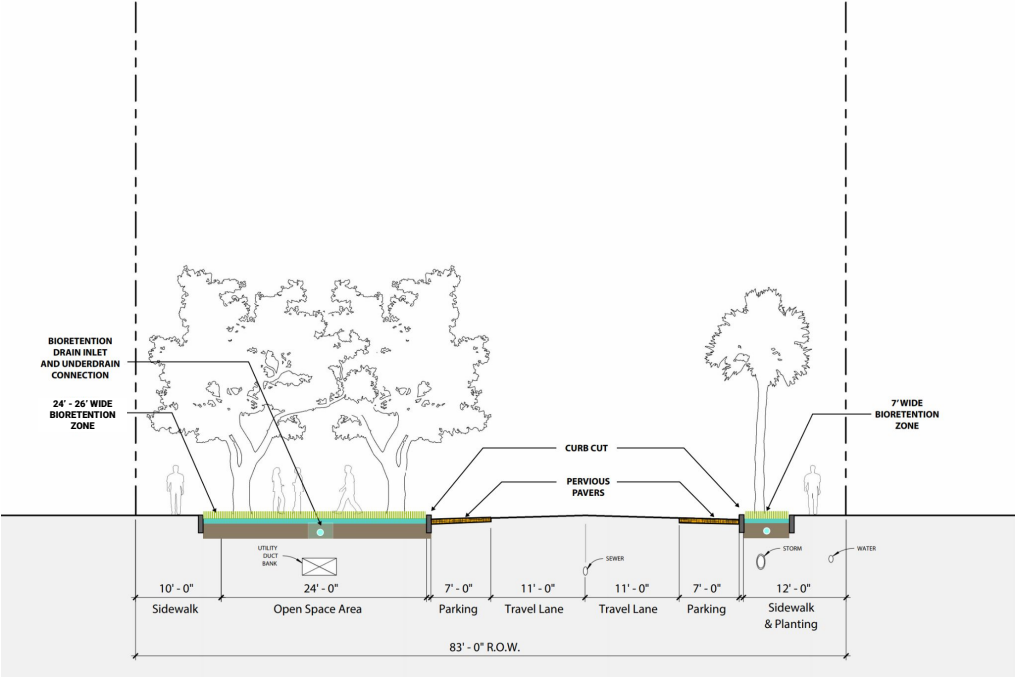 BIORETENTION
DRAIN INLET
AND UNDERDRAIN
CONNECTION
24' - 26' WIDE
BIORETENTION
ZONE
7' WIDE
BIORETENTION
ZONE
CURB CUT
PERVIOUS
PAVERS
UTILITY
DUCT
BANK
SEWER
STORM
WATER
10' - 0"
24' - 0"
7' - 0"
11' - 0"
11' - 0"
7' - 0"
12' - 0"
Sidewalk
Open Space Area
Parking
Travel Lane
Travel Lane
Parking
Sidewalk
& Planting
83' - 0" R.O.W.